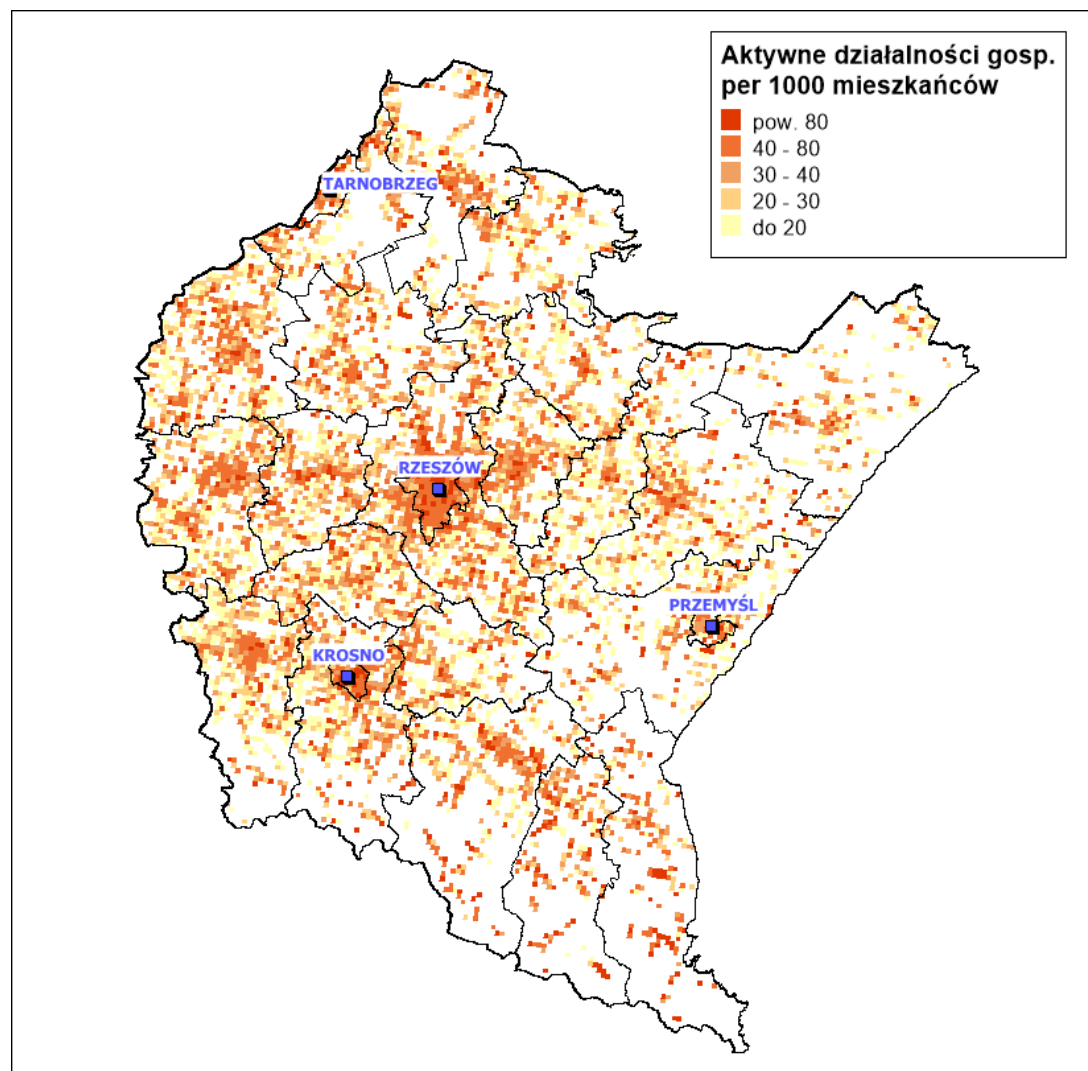 Aktywne działalności gosp.
per 1000 mieszkańców
pow. 80
40 - 80
30 - 40
20 - 30
do 20
TARNOBRZEG
RZESZÓW
PRZEMYŚL
KROSNO